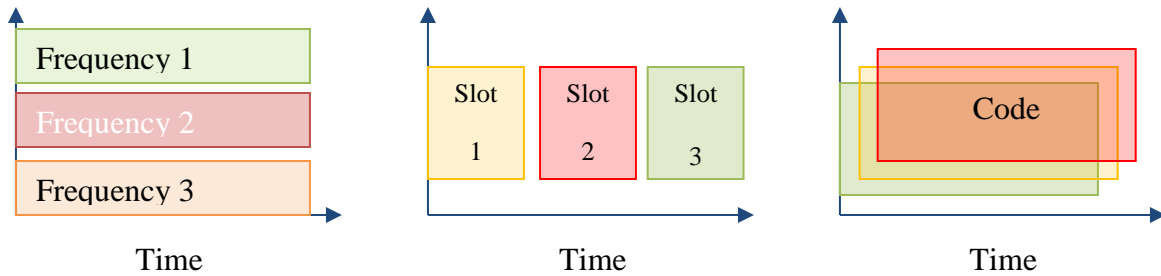 Frequency 1
Frequency 2
Frequency 3
Time
Slot
1
Slot
2
Slot
3
Time
Code
Time